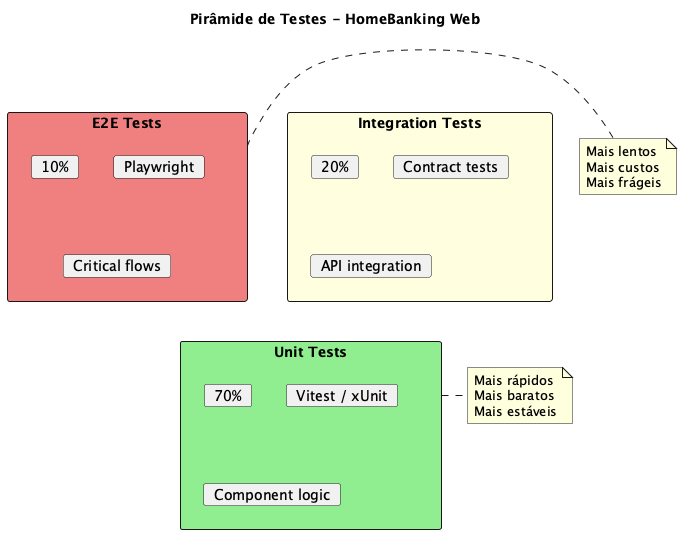 Pirâmide de Testes – HomeBanking Web
E2E Tests
10%
Playwright
Critical flows
Integration Tests
20%
Contract tests
API integration
Mais lentos
Mais custos
Mais frágeis
Unit Tests
70%
Vitest / xUnit
Component logic
Mais rápidos
Mais baratos
Mais estáveis